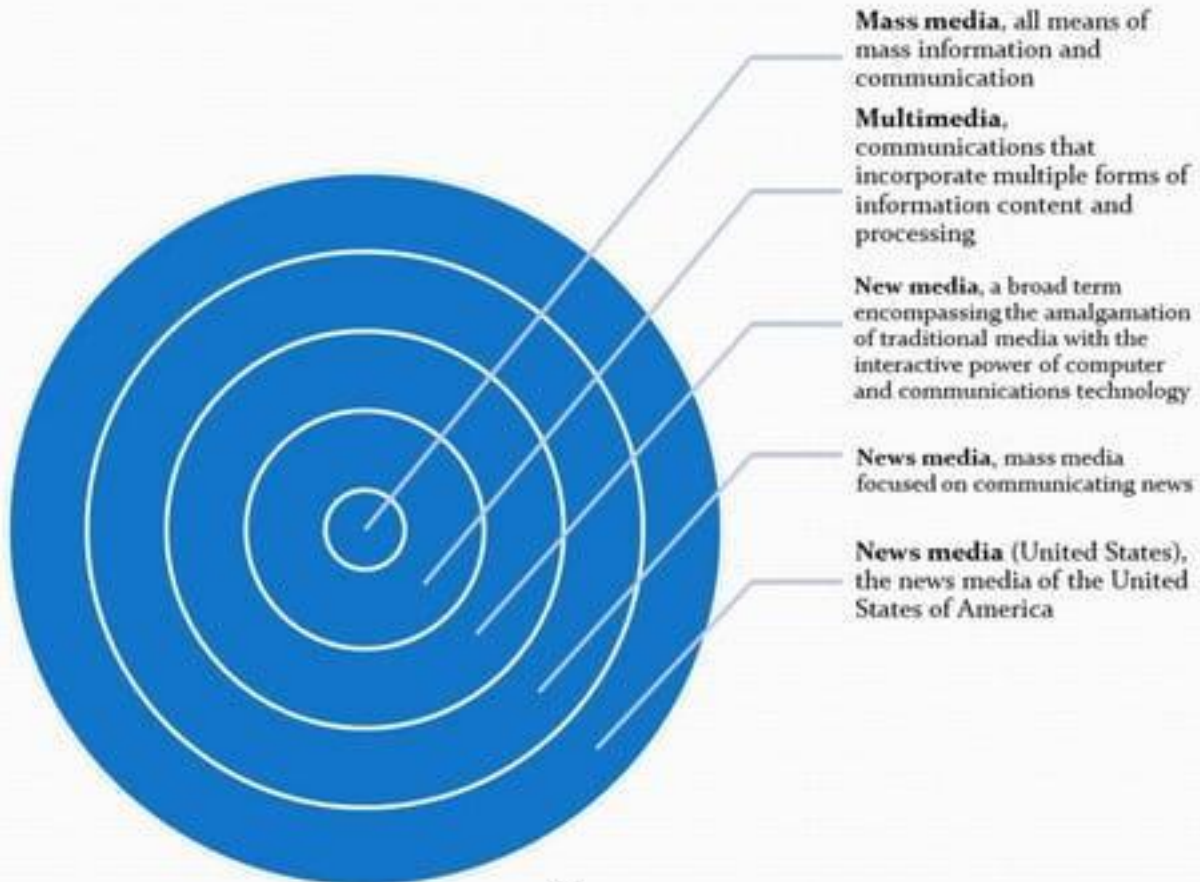 Mass media, all means of
mass information and
communication
Multimedia,
communications that
incorporate multiple forms of
information content and
processing
New media, a broad term
encompassing the amalgamation
of traditional media with the
interactive power of computer
and communications technology
News media, mass media
focused on communicating news
News media (United States),
the news media of the United
States of America